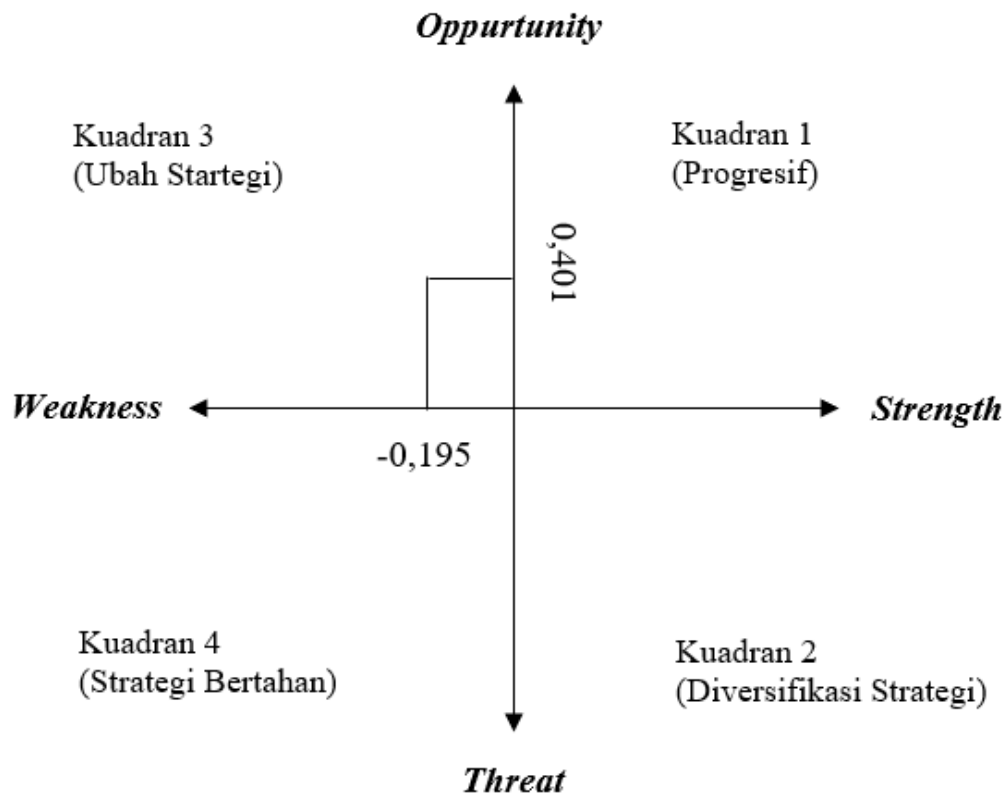 Oppurtunity
Kuadran 3
(Ubah Startegi)
Kuadran 1
(Progresif)
0,401
Weakness
Strength
-0,195
Kuadran 4
(Strategi Bertahan)
Kuadran 2
(Diversifikasi Strategi)
Threat